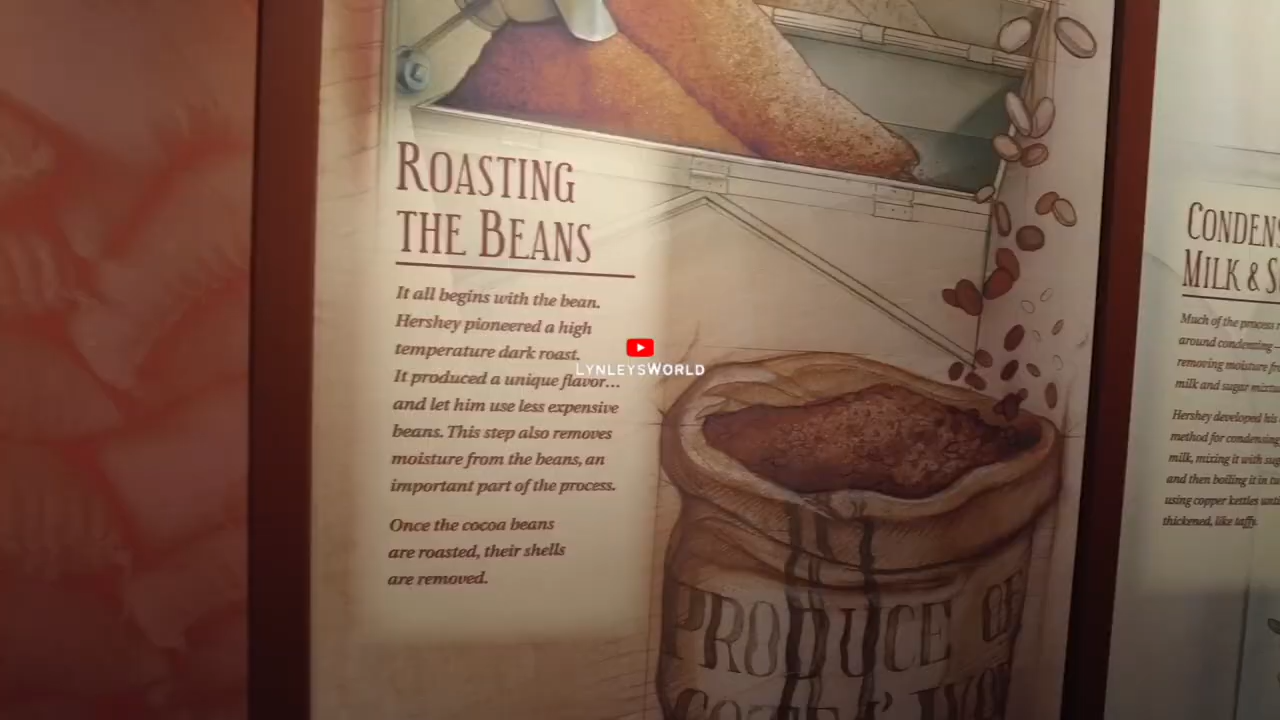 ROASTING
THE BEANS
It all begins with the bean.
Hershey pioneered a high
temperature dark roast.
It produced a unique flavor...
and let him use less expensive
beans. This step also removes
moisture from the beans, an
important part of the process.
Once the cocoa beans
are roasted, their shells
are removed.
LYNLEYSWORLD
PRODUCE OF
MILK &
Much of the process
around condensing
removing moisture
milk and sugar
Hershey developed his
method for condensing
milk, mixing it with
and then boiling it in
using copper kettles
thickened, like taffy.